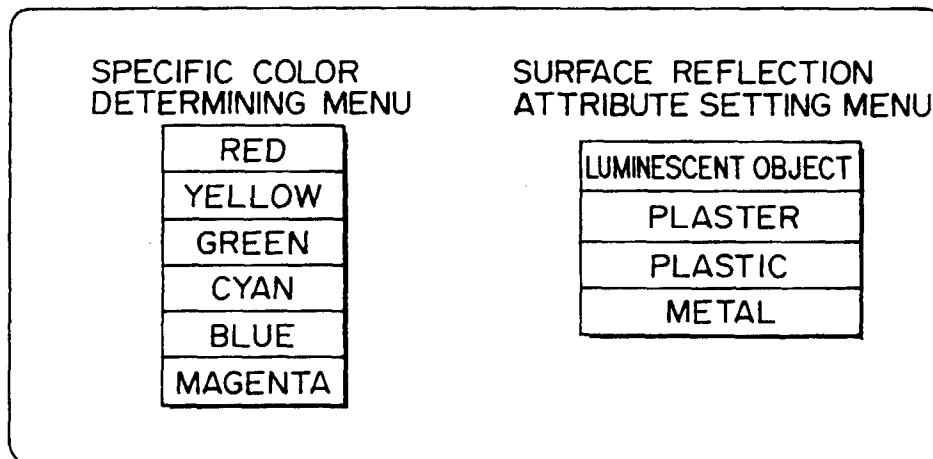 SPECIFIC COLOR
DETERMINING MENU
RED
YELLOW
GREEN
CYAN
BLUE
MAGENTA
SURFACE REFLECTION
ATTRIBUTE SETTING MENU
LUMINESCENT OBJECT
PLASTER
PLASTIC
METAL